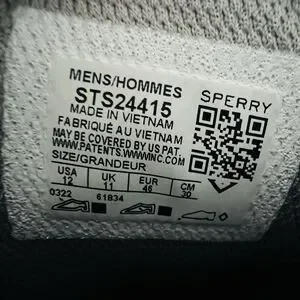 MENS/HOMMES
STS24415
SPERRY
MADE IN VIETNAM
FABRIQUÉ AU VIETNAM
MAY BE COVERED BY US PAT.
WWW.PATENTS.WWWINC.COM
SIZE/GRANDEUR
USA UK EUR CM
12 11 46 30
0322 61834